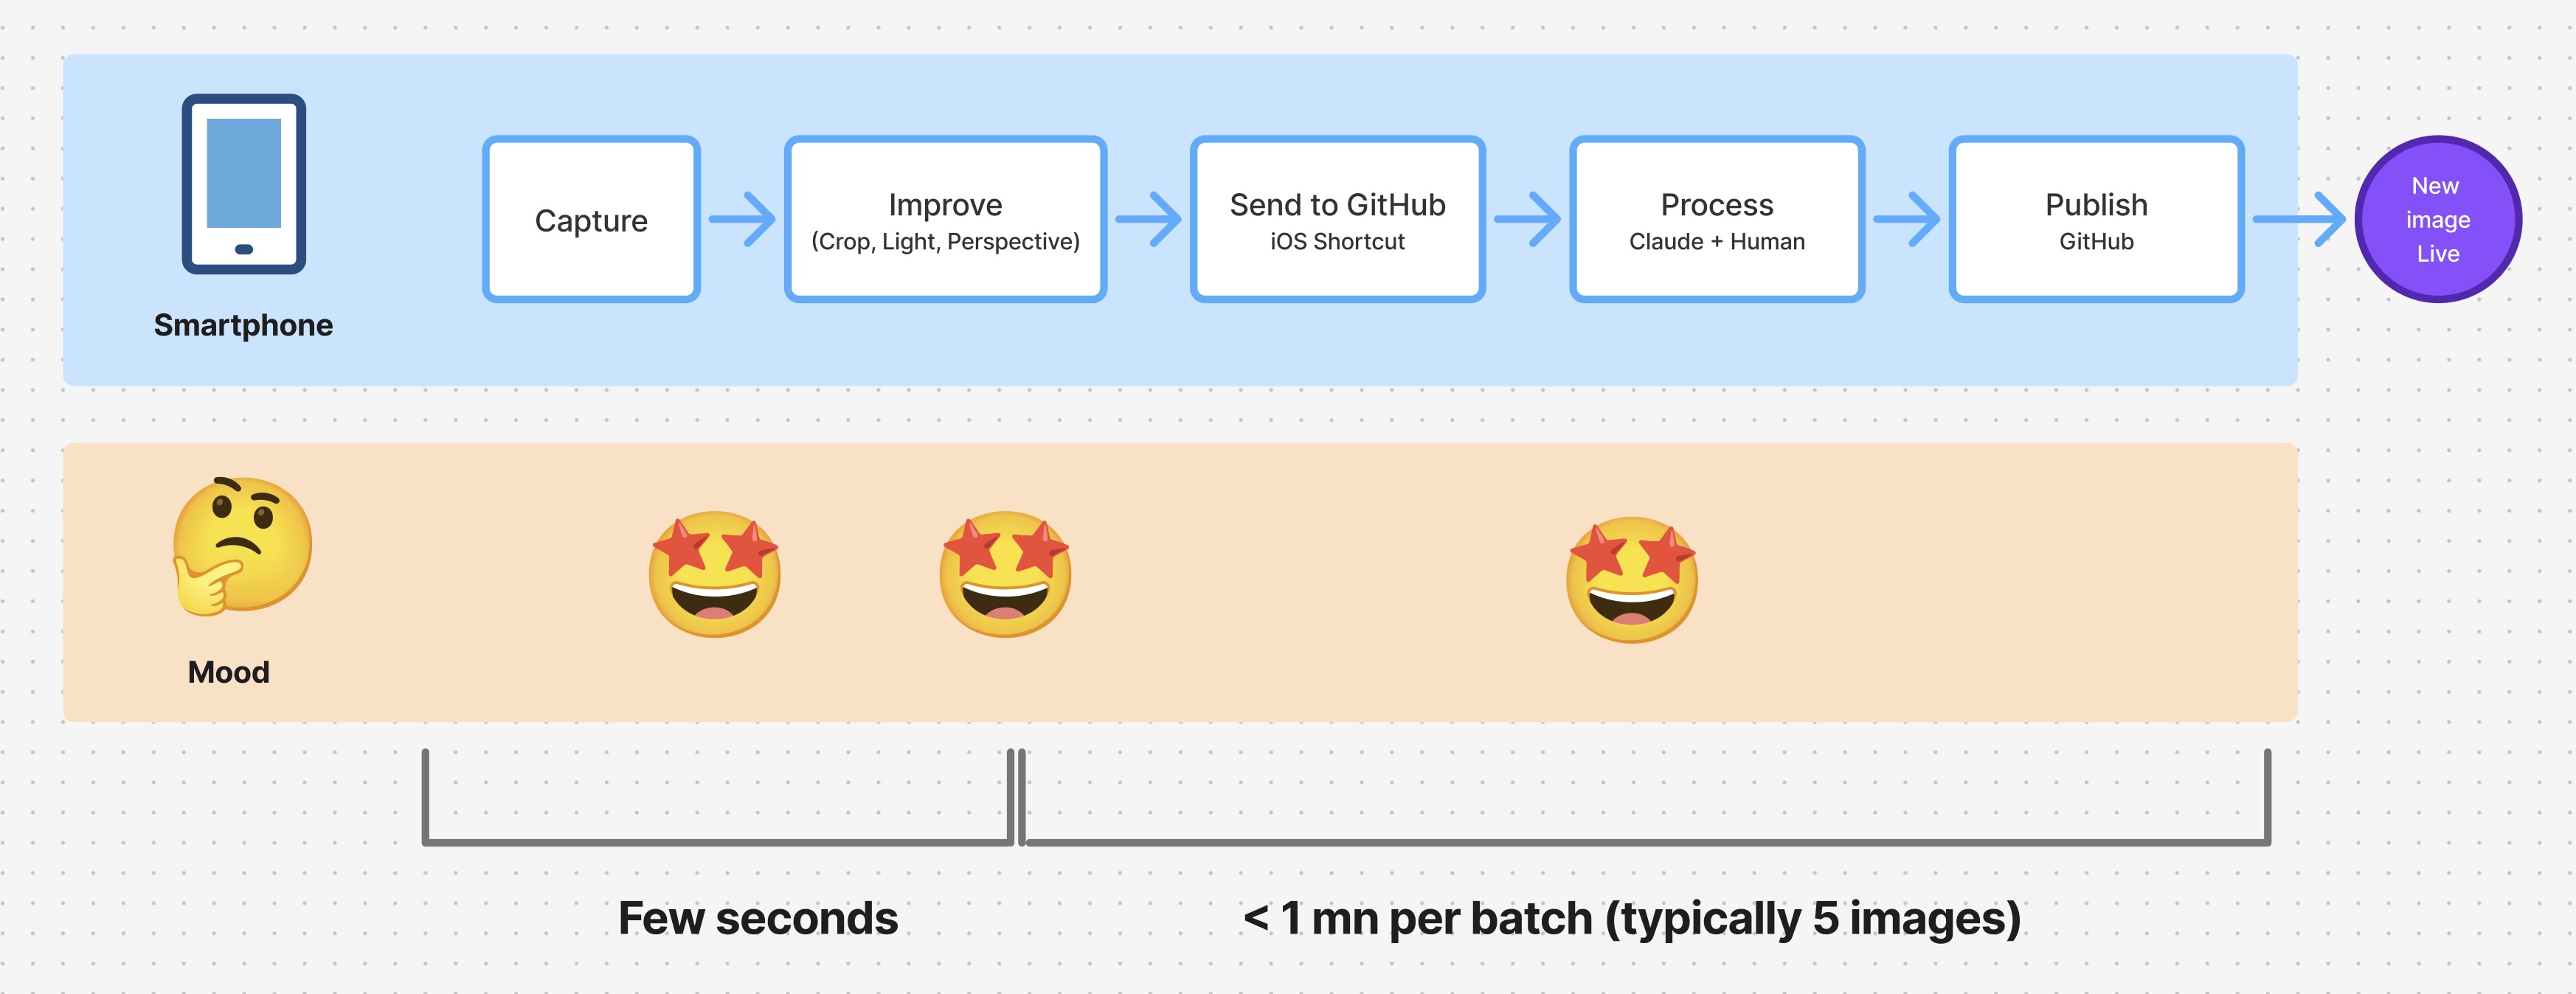 Smartphone
Capture
Improve
(Crop, Light, Perspective)
Send to GitHub
iOS Shortcut
Process
Claude + Human
Publish
GitHub
New
image
Live
Mood
Few seconds
< 1 mn per batch (typically 5 images)